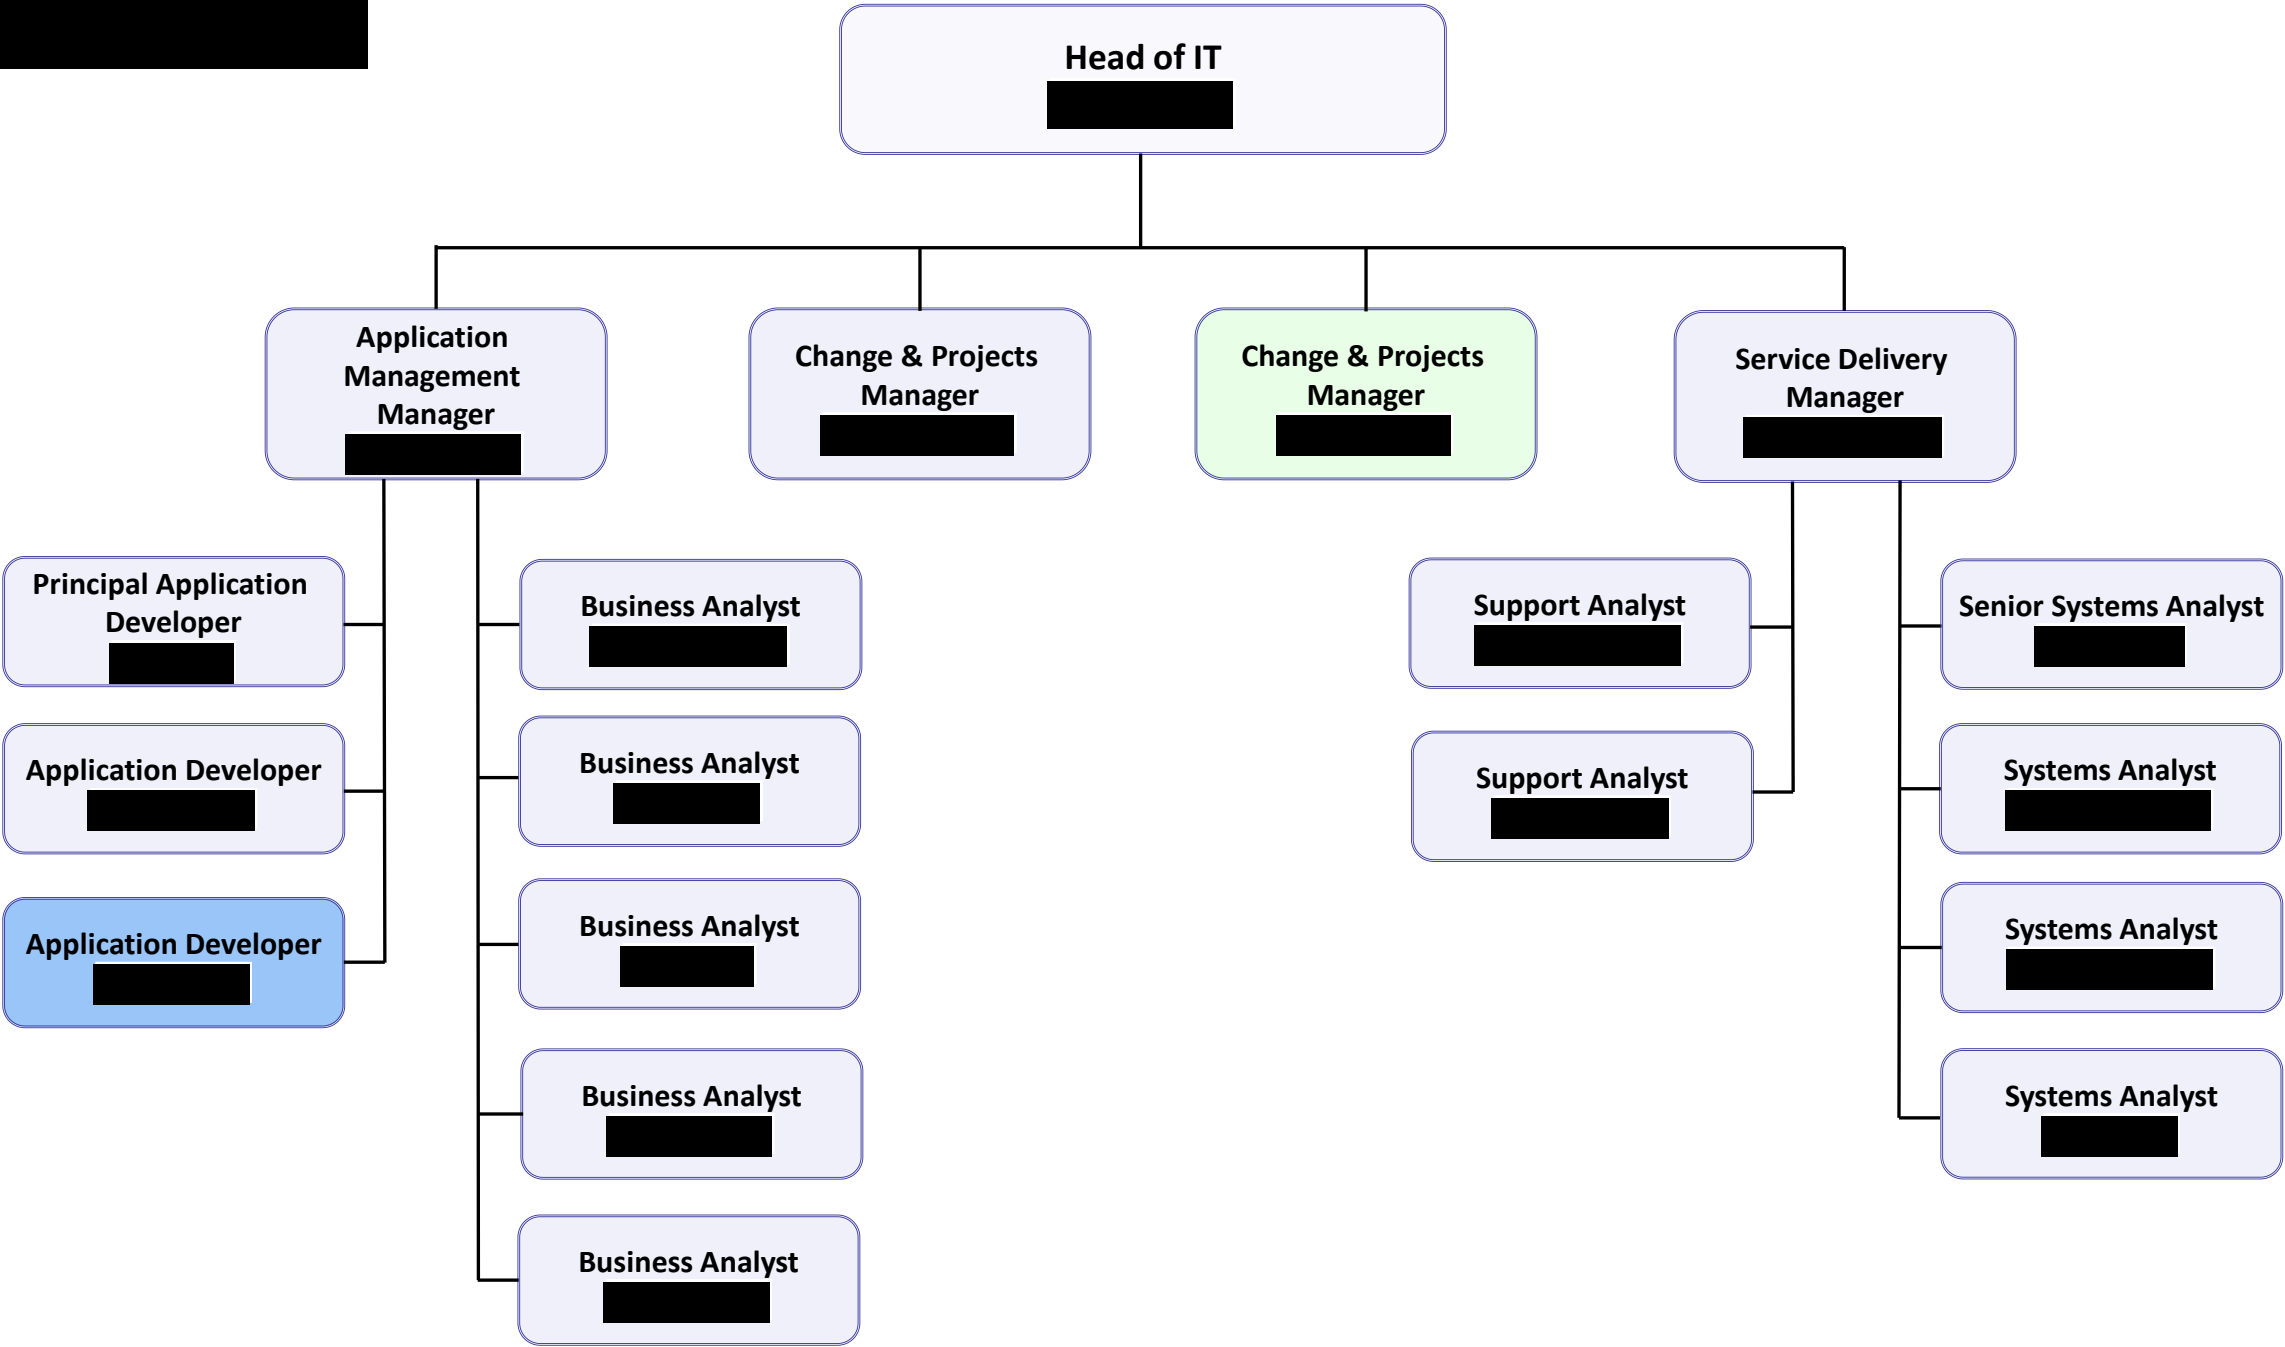 Head of IT
Application
Management
Manager
Change & Projects
Manager
Change & Projects
Manager
Service Delivery
Manager
Principal Application
Developer
Application Developer
Application Developer
Business Analyst
Business Analyst
Business Analyst
Business Analyst
Business Analyst
Support Analyst
Support Analyst
Senior Systems Analyst
Systems Analyst
Systems Analyst
Systems Analyst